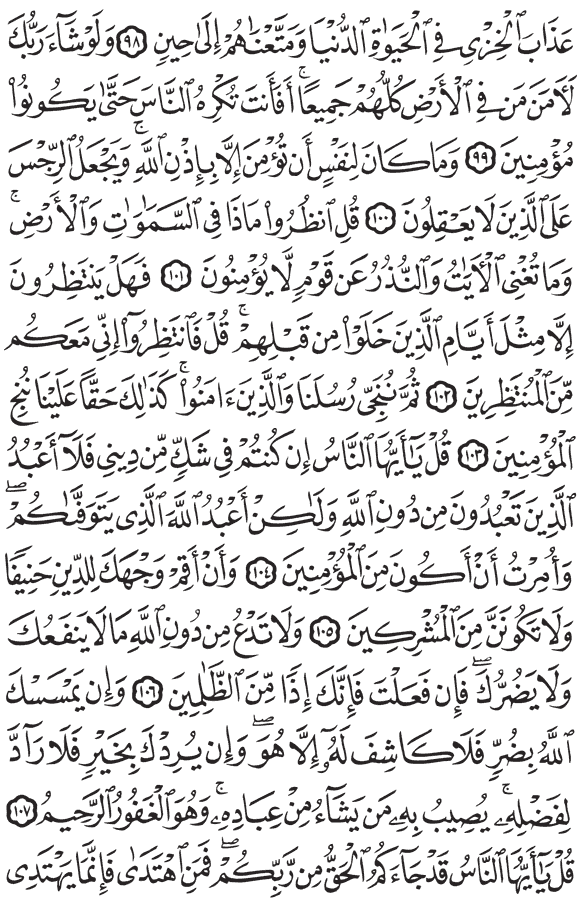 عَذَابَ ٱلۡخِزۡيِ فِي ٱلۡحَيَوٰةِ ٱلدُّنۡيَا وَمَتَّعۡنَٰهُمۡ إِلَىٰ حِينٖ ٩٨ وَلَوۡ شَآءَ رَبُّكَ
لَأٓمَنَ مَن فِي ٱلۡأَرۡضِ كُلُّهُمۡ جَمِيعًاۚ أَفَأَنتَ تُكۡرِهُ ٱلنَّاسَ حَتَّىٰ يَكُونُواْ
مُؤۡمِنِينَ ٩٩ وَمَا كَانَ لِنَفۡسٍ أَن تُؤۡمِنَ إِلَّا بِإِذۡنِ ٱللَّهِۚ وَيَجۡعَلُ ٱلرِّجۡسَ
عَلَى ٱلَّذِينَ لَا يَعۡقِلُونَ ١٠٠ قُلِ ٱنظُرُواْ مَاذَا فِي ٱلسَّمَٰوَٰتِ وَٱلۡأَرۡضِۚ
وَمَا تُغۡنِي ٱلۡأٓيَٰتُ وَٱلنُّذُرُ عَن قَوۡمٖ لَّا يُؤۡمِنُونَ ١٠١ فَهَلۡ يَنتَظِرُونَ
إِلَّا مِثۡلَ أَيَّامِ ٱلَّذِينَ خَلَوۡاْ مِن قَبۡلِهِمۡۚ قُلۡ فَٱنتَظِرُوٓاْ إِنِّي مَعَكُم
مِّنَ ٱلۡمُنتَظِرِينَ ١٠٢ ثُمَّ نُنَجِّي رُسُلَنَا وَٱلَّذِينَ ءَامَنُواْۚ كَذَٰلِكَ حَقًّا عَلَيۡنَا نُنجِ
ٱلۡمُؤۡمِنِينَ ١٠٣ قُلۡ يَٰٓأَيُّهَا ٱلنَّاسُ إِن كُنتُمۡ فِي شَكّٖ مِّن دِينِي فَلَآ أَعۡبُدُ
ٱلَّذِينَ تَعۡبُدُونَ مِن دُونِ ٱللَّهِ وَلَٰكِنۡ أَعۡبُدُ ٱللَّهَ ٱلَّذِي يَتَوَفَّىٰكُمۡۖ
وَأُمِرۡتُ أَنۡ أَكُونَ مِنَ ٱلۡمُؤۡمِنِينَ ١٠٤ وَأَنۡ أَقِمۡ وَجۡهَكَ لِلدِّينِ حَنِيفٗا
وَلَا تَكُونَنَّ مِنَ ٱلۡمُشۡرِكِينَ ١٠٥ وَلَا تَدۡعُ مِن دُونِ ٱللَّهِ مَا لَا يَنفَعُكَ
وَلَا يَضُرُّكَۖ فَإِن فَعَلۡتَ فَإِنَّكَ إِذٗا مِّنَ ٱلظَّٰلِمِينَ ١٠٦ وَإِن يَمۡسَسۡكَ
ٱللَّهُ بِضُرّٖ فَلَا كَاشِفَ لَهُۥٓ إِلَّا هُوَۖ وَإِن يُرِدۡكَ بِخَيۡرٖ فَلَا رَآدَّ
لِفَضۡلِهِۦۚ يُصِيبُ بِهِۦ مَن يَشَآءُ مِنۡ عِبَادِهِۦۚ وَهُوَ ٱلۡغَفُورُ ٱلرَّحِيمُ ١٠٧
قُلۡ يَٰٓأَيُّهَا ٱلنَّاسُ قَدۡ جَآءَكُمُ ٱلۡحَقُّ مِن رَّبِّكُمۡۖ فَمَنِ ٱهۡتَدَىٰ فَإِنَّمَا يَهۡتَدِي